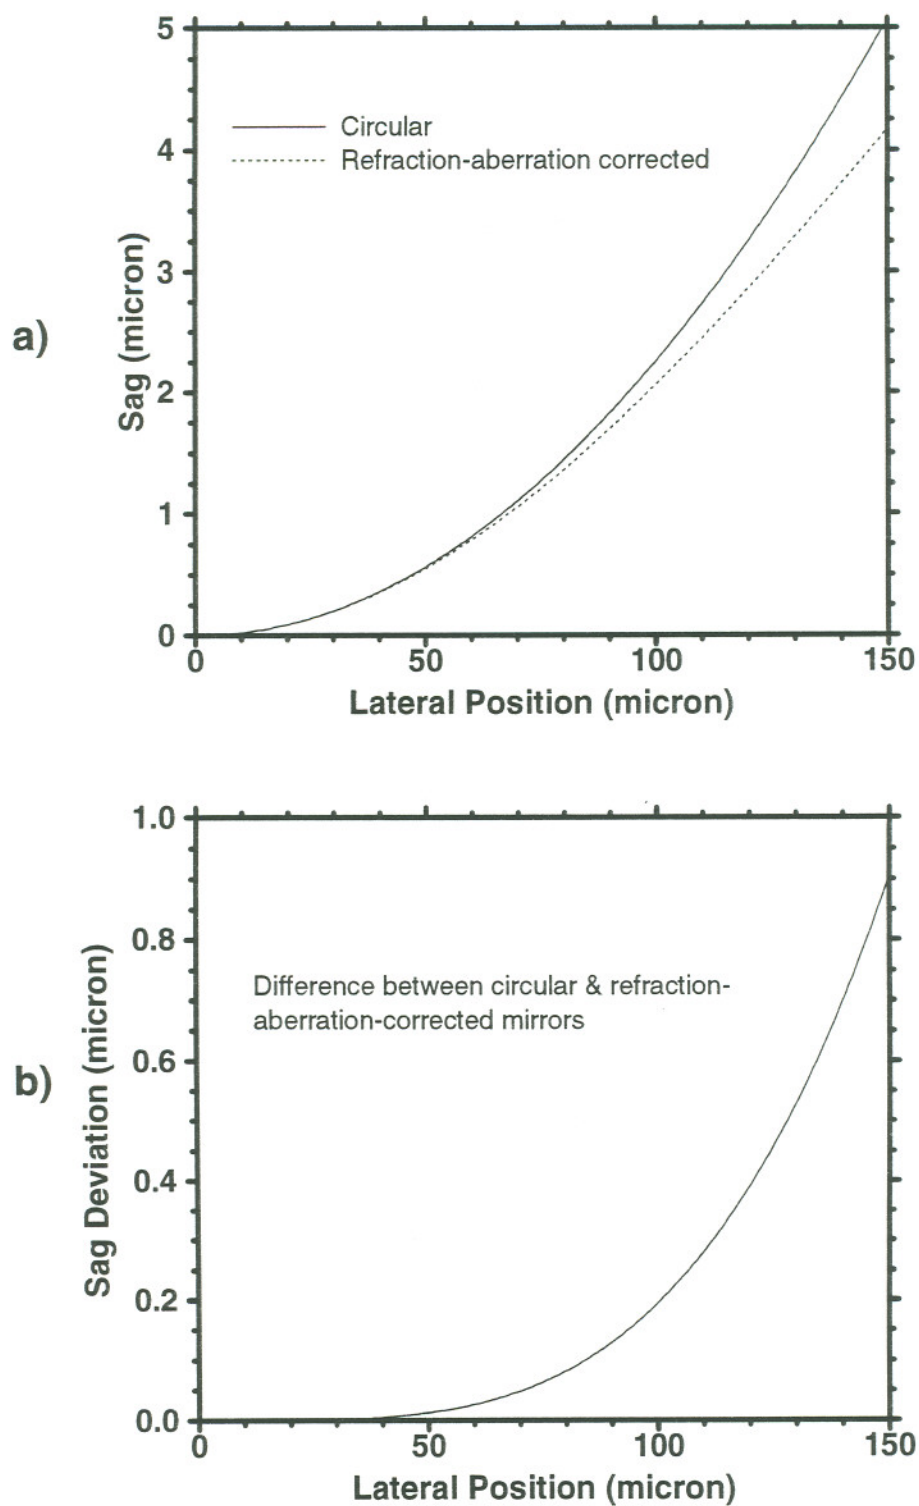 a)
5
4
3
2
1
0
Sag (micron)
Circular
Refraction-aberration corrected
0 50 100 150
Lateral Position (micron)
b)
1.0
0.8
0.6
0.4
0.2
0.0
Sag Deviation (micron)
Difference between circular & refraction-
aberration-corrected mirrors
0 50 100 150
Lateral Position (micron)